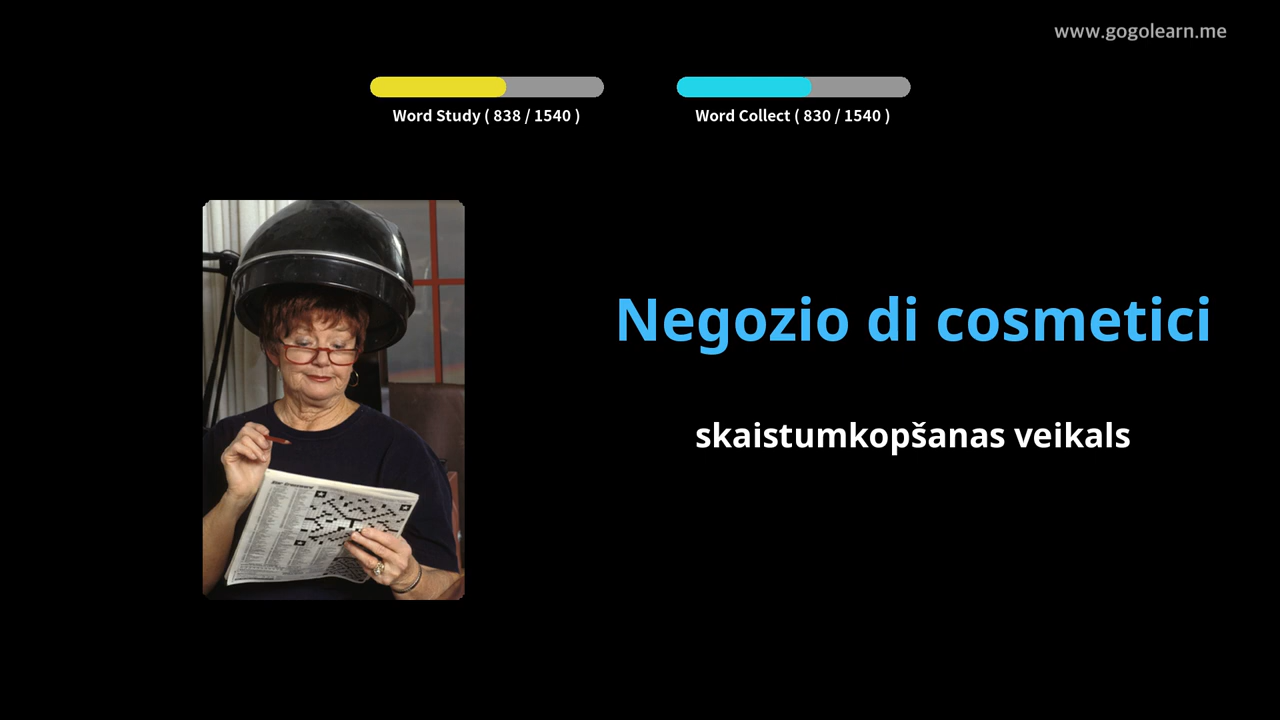 www.gogolearn.me
Word Study ( 838 / 1540 )
Word Collect ( 830 / 1540 )
Negozio di cosmetici
skaistumkopšanas veikals